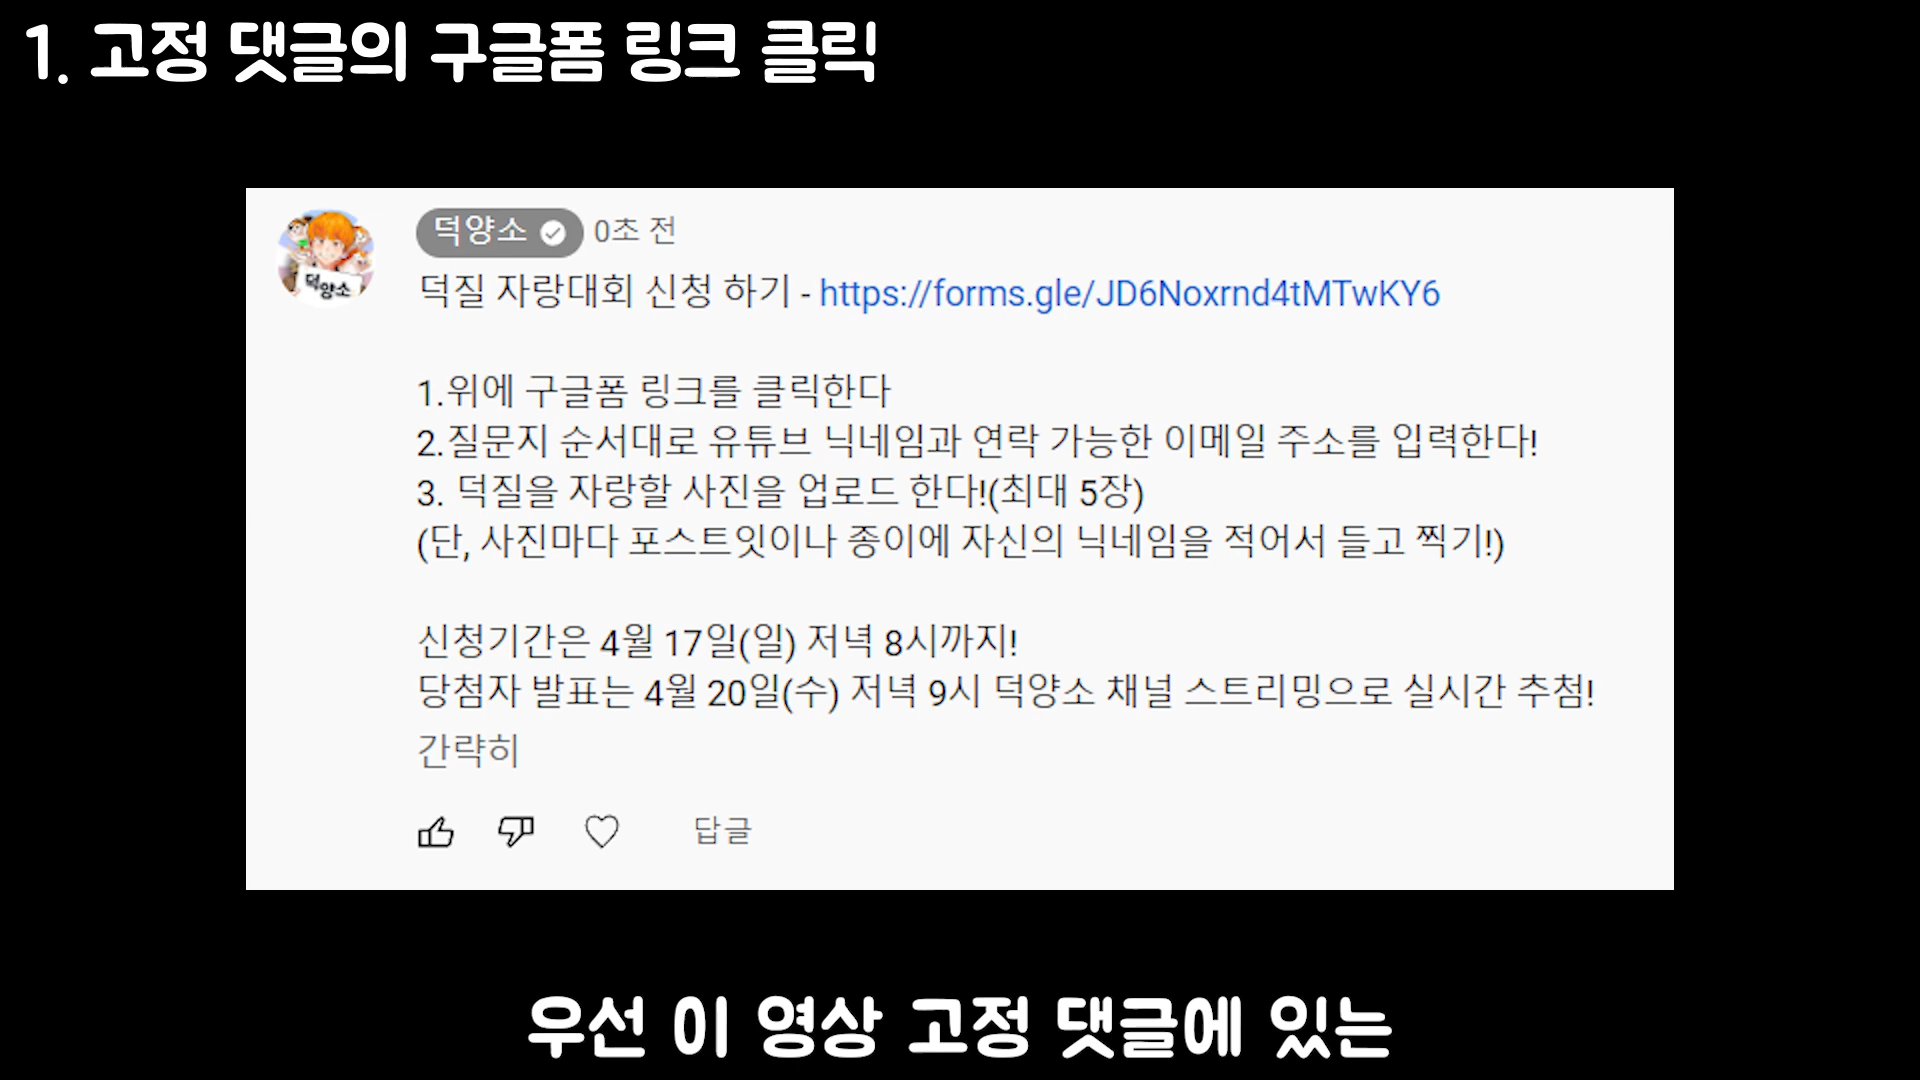 1. 고정 댓글의 구글폼 링크 클릭
덕양소 0초 전
덕양소
덕질 자랑대회 신청 하기 - https://forms.gle/JD6Noxrnd4tMTwKY6
1.위에 구글폼 링크를 클릭한다
2.질문지 순서대로 유튜브 닉네임과 연락 가능한 이메일 주소를 입력한다!
3. 덕질을 자랑할 사진을 업로드 한다!(최대 5장)
(단, 사진마다 포스트잇이나 종이에 자신의 닉네임을 적어서 들고 찍기!)
신청기간은 4월 17일(일) 저녁 8시까지!
당첨자 발표는 4월 20일(수) 저녁 9시 덕양소 채널 스트리밍으로 실시간 추첨!
간략히
답글
우선 이 영상 고정 댓글에 있는